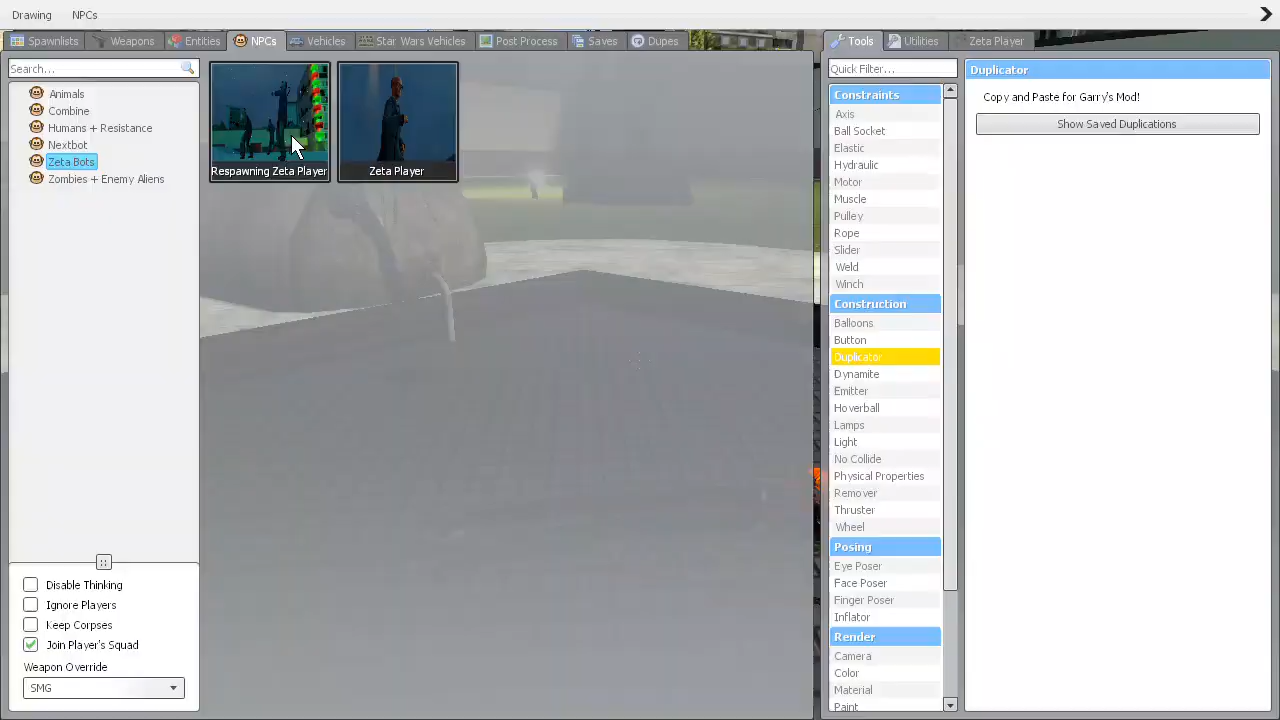 Drawing NPCs
Spawnlists Weapons Entities NPCs Vehicles Star Wars Vehicles Post Process Saves Dupes
Search...
Animals
Combine
Humans + Resistance
Nextbot
Zeta Bots
Zombies + Enemy Aliens
Respawning Zeta Player
Zeta Player
Disable Thinking
Ignore Players
Keep Corpses
Join Player's Squad
Weapon Override
SMG
Tools Utilities Zeta Player
Quick Filter...
Constraints
Axis
Ball Socket
Elastic
Hydraulic
Motor
Muscle
Pulley
Rope
Slider
Weld
Winch
Construction
Balloons
Button
Duplicator
Dynamite
Emitter
Hoverball
Lamps
Light
No Collide
Physical Properties
Remover
Thruster
Wheel
Posing
Eye Poser
Face Poser
Finger Poser
Inflator
Render
Camera
Color
Material
Paint
Duplicator
Copy and Paste for Garry's Mod!
Show Saved Duplications